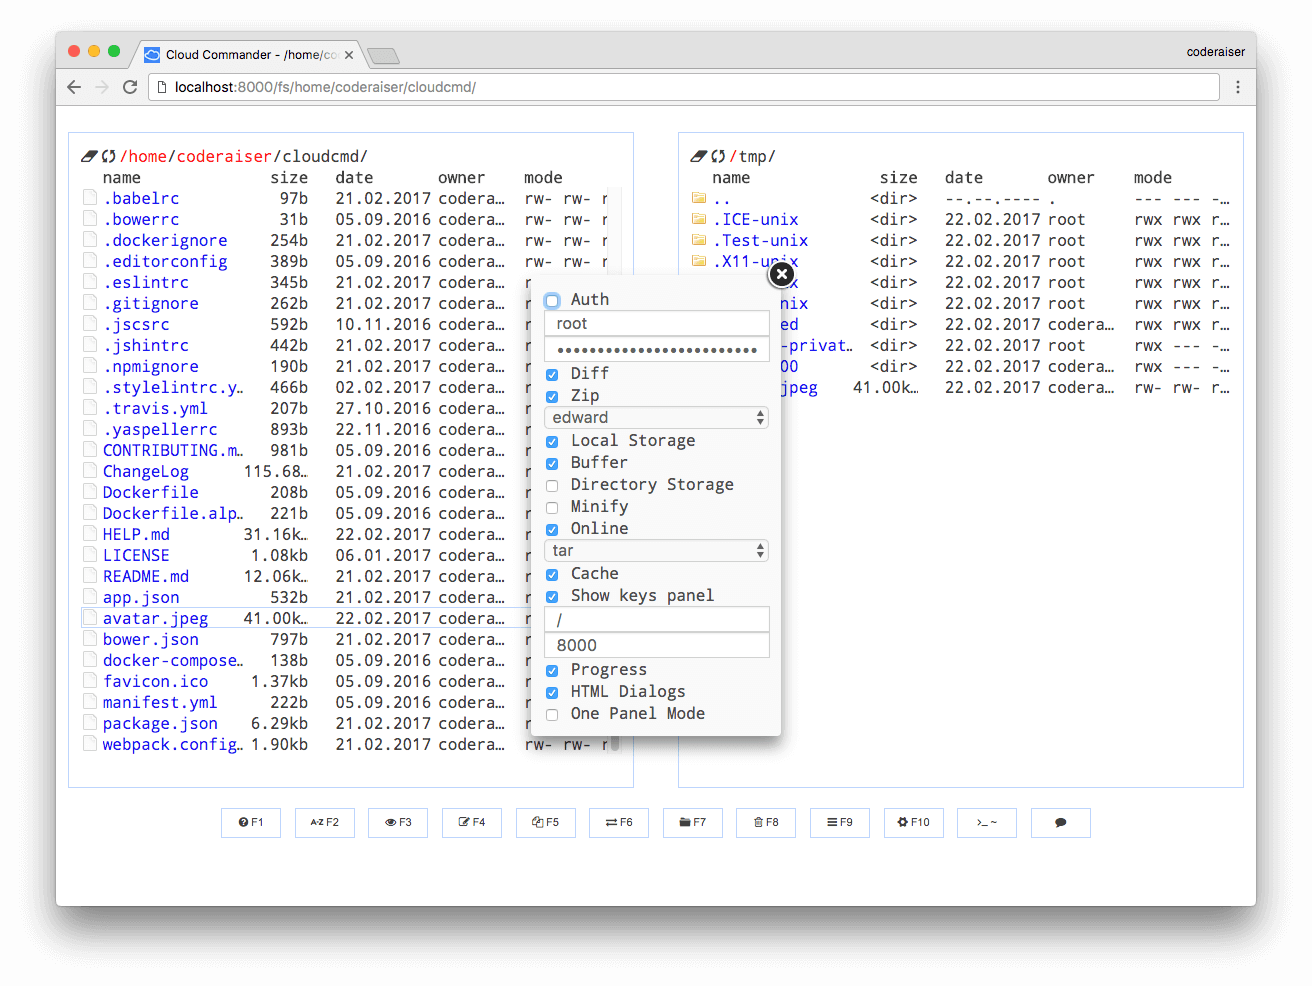 Cloud Commander - /home/co
coderaiser
localhost:8000/fs/home/coderaiser/cloudcmd/
/home/coderaiser/cloudcmd/
name size date owner mode
.babelrc 97b 21.02.2017 codera… rw- rw- r
.bowerrc 31b 05.09.2016 codera… rw- rw- r
.dockerignore 254b 21.02.2017 codera… rw- rw- r
.editorconfig 389b 05.09.2016 codera… rw- rw- r
.eslintrc 345b 21.02.2017 codera… r
.gitignore 262b 21.02.2017 codera… r
.jscsrc 592b 10.11.2016 codera… r
.jshintrc 442b 21.02.2017 codera… r
.npmignore 190b 21.02.2017 codera… r
.stylelintrc.y… 466b 02.02.2017 codera… r
.travis.yml 207b 27.10.2016 codera… r
.yaspellerrc 893b 22.11.2016 codera… r
CONTRIBUTING.m… 981b 05.09.2016 codera… r
ChangeLog 115.68… 21.02.2017 codera… r
Dockerfile 208b 05.09.2016 codera… r
Dockerfile.alp… 221b 05.09.2016 codera… r
HELP.md 31.16k… 22.02.2017 codera… r
LICENSE 1.08kb 06.01.2017 codera… r
README.md 12.06k… 21.02.2017 codera… r
app.json 532b 21.02.2017 codera… r
avatar.jpeg 41.00k… 22.02.2017 codera… r
bower.json 797b 21.02.2017 codera… r
docker-compose… 138b 05.09.2016 codera… r
favicon.ico 1.37kb 05.09.2016 codera… r
manifest.yml 222b 05.09.2016 codera… r
package.json 6.29kb 21.02.2017 codera… r
webpack.config… 1.90kb 21.02.2017 codera… rw- rw- r
/tmp/
name size date owner mode
.. <dir> --.--.---- . --- --- -…
.ICE-unix <dir> 22.02.2017 root rwx rwx r…
.Test-unix <dir> 22.02.2017 root rwx rwx r…
.X11-unix <dir> 22.02.2017 root rwx rwx r…
x <dir> 22.02.2017 root rwx rwx r…
nix <dir> 22.02.2017 root rwx rwx r…
ed <dir> 22.02.2017 codera… rwx rwx r…
-privat… <dir> 22.02.2017 root rwx --- -…
00 <dir> 22.02.2017 codera… rwx --- -…
jpeg 41.00k… 22.02.2017 codera… rw- rw- r…
Auth
root
•••••••••••••••••••••••••
Diff
Zip
edward
Local Storage
Buffer
Directory Storage
Minify
Online
tar
Cache
Show keys panel
/
8000
Progress
HTML Dialogs
One Panel Mode
F1 A-Z F2 F3 F4 F5 F6 F7 F8 F9 F10 >_ ~